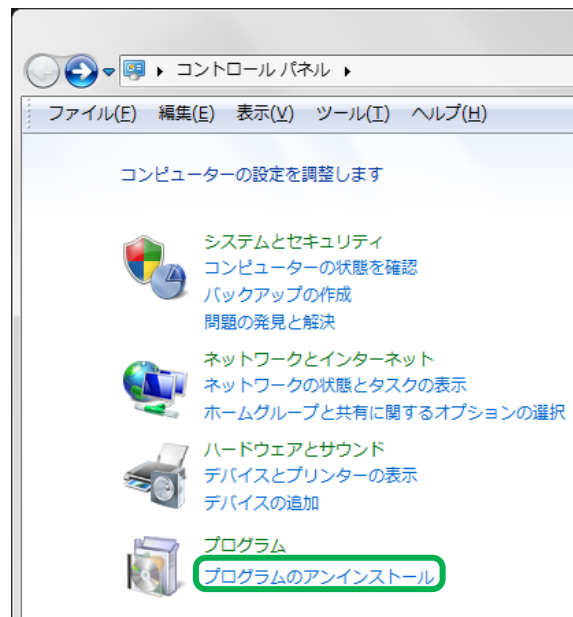 コントロール パネル
ファイル(F) 編集(E) 表示(V) ツール(T) ヘルプ(H)
コンピューターの設定を調整します
システムとセキュリティ
コンピューターの状態を確認
バックアップの作成
問題の発見と解決
ネットワークとインターネット
ネットワークの状態とタスクの表示
ホームグループと共有に関するオプションの選択
ハードウェアとサウンド
デバイスとプリンターの表示
デバイスの追加
プログラム
プログラムのアンインストール